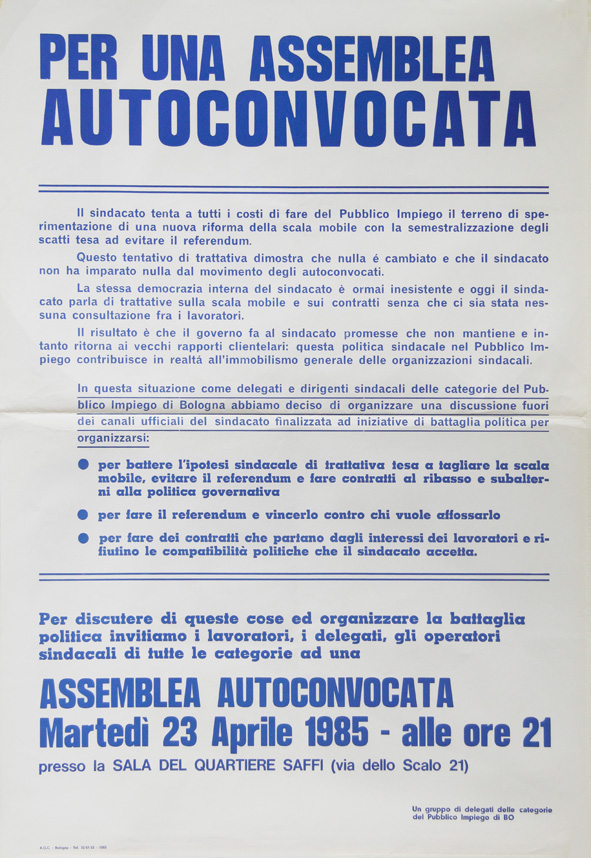 PER UNA ASSEMBLEA
AUTOCONVOCATA
Il sindacato tenta a tutti i costi di fare del Pubblico Impiego il terreno di spe-
rimentazione di una nuova riforma della scala mobile con la semestralizzazione degli
scatti tesa ad evitare il referendum.
Questo tentativo di trattativa dimostra che nulla é cambiato e che il sindacato
non ha imparato nulla dal movimento degli autoconvocati.
La stessa democrazia interna del sindacato è ormai inesistente e oggi il sinda-
cato parla di trattative sulla scala mobile e sui contratti senza che ci sia stata nes-
suna consultazione fra i lavoratori.
Il risultato è che il governo fa al sindacato promesse che non mantiene e in-
tanto ritorna ai vecchi rapporti clientelari: questa politica sindacale nel Pubblico Im-
piego contribuisce in realtá all'immobilismo generale delle organizzazioni sindacali.
In questa situazione come delegati e dirigenti sindacali delle categorie del Pub-
blico Impiego di Bologna abbiamo deciso di organizzare una discussione fuori
dei canali ufficiali del sindacato finalizzata ad iniziative di battaglia politica per
organizzarsi:
● per battere l'ipotesi sindacale di trattativa tesa a tagliare la scala
mobile, evitare il referendum e fare contratti al ribasso e subalter-
ni alla politica governativa
● per fare il referendum e vincerlo contro chi vuole affossarlo
● per fare dei contratti che partano dagli interessi dei lavoratori e ri-
fiutino le compatibilità politiche che il sindacato accetta.
Per discutere di queste cose ed organizzare la battaglia
politica invitiamo i lavoratori, i delegati, gli operatori
sindacali di tutte le categorie ad una
ASSEMBLEA AUTOCONVOCATA
Martedì 23 Aprile 1985 - alle ore 21
presso la SALA DEL QUARTIERE SAFFI (via dello Scalo 21)
Un gruppo di delegati delle categorie
del Pubblico Impiego di BO